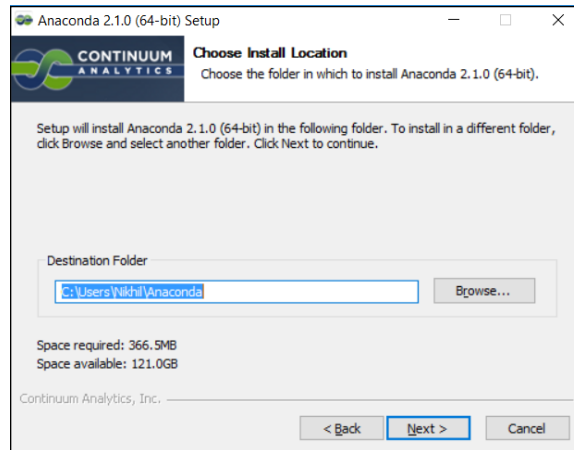 Anaconda 2.1.0 (64-bit) Setup
CONTINUUM
ANALYTICS
Choose Install Location
Choose the folder in which to install Anaconda 2.1.0 (64-bit).
Setup will install Anaconda 2.1.0 (64-bit) in the following folder. To install in a different folder,
click Browse and select another folder. Click Next to continue.
Destination Folder
C:\Users\Nikhil\Anaconda
Browse...
Space required: 366.5MB
Space available: 121.0GB
Continuum Analytics, Inc.
< Back
Next >
Cancel